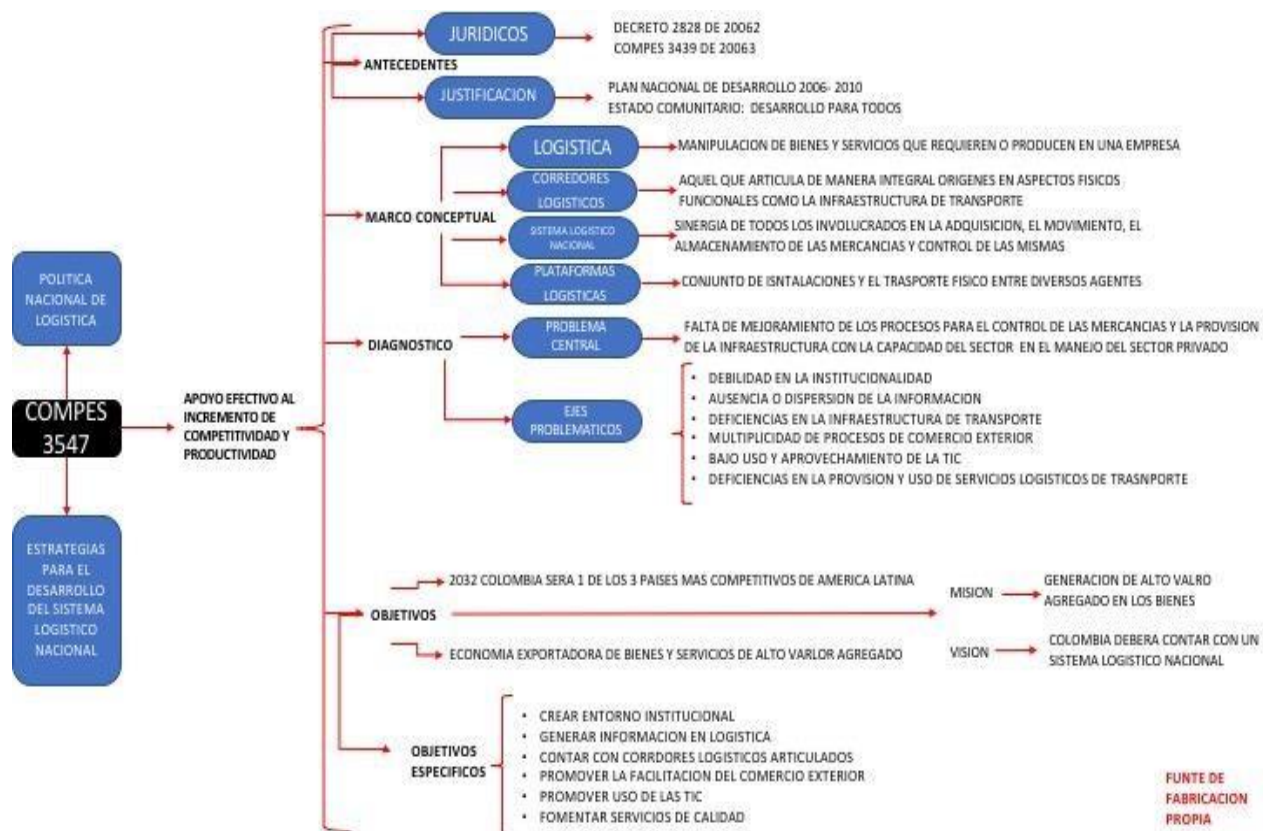 POLITICA
NACIONAL DE
LOGISTICA
COMPES
3547
ESTRATEGIAS
PARA EL
DESARROLLO
DEL SISTEMA
LOGISTICO
NACIONAL
APOYO EFECTIVO AL
INCREMENTO DE
COMPETITIVIDAD Y
PRODUCTIVIDAD
ANTECEDENTES
JURIDICOS
DECRETO 2828 DE 20062
COMPES 3439 DE 20063
JUSTIFICACION
PLAN NACIONAL DE DESARROLLO 2006- 2010
ESTADO COMUNITARIO: DESARROLLO PARA TODOS
MARCO CONCEPTUAL
LOGISTICA
MANIPULACION DE BIENES Y SERVICIOS QUE REQUIEREN O PRODUCEN EN UNA EMPRESA
CORREDORES
LOGISTICOS
AQUEL QUE ARTICULA DE MANERA INTEGRAL ORIGENES EN ASPECTOS FISICOS
FUNCIONALES COMO LA INFRAESTRUCTURA DE TRANSPORTE
SISTEMA LOGISTICO
NACIONAL
SINERGIA DE TODOS LOS INVOLUCRADOS EN LA ADQUISICION, EL MOVIMIENTO, EL
ALMACENAMIENTO DE LAS MERCANCIAS Y CONTROL DE LAS MISMAS
PLATAFORMAS
LOGISTICAS
CONJUNTO DE ISNTALACIONES Y EL TRASPORTE FISICO ENTRE DIVERSOS AGENTES
DIAGNOSTICO
PROBLEMA
CENTRAL
FALTA DE MEJORAMIENTO DE LOS PROCESOS PARA EL CONTROL DE LAS MERCANCIAS Y LA PROVISION
DE LA INFRAESTRUCTURA CON LA CAPACIDAD DEL SECTOR EN EL MANEJO DEL SECTOR PRIVADO
EJES
PROBLEMATICOS
• DEBILIDAD EN LA INSTITUCIONALIDAD
• AUSENCIA O DISPERSION DE LA INFORMACION
• DEFICIENCIAS EN LA INFRAESTRUCTURA DE TRANSPORTE
• MULTIPLICIDAD DE PROCESOS DE COMERCIO EXTERIOR
• BAJO USO Y APROVECHAMIENTO DE LA TIC
• DEFICIENCIAS EN LA PROVISION Y USO DE SERVICIOS LOGISTICOS DE TRASNPORTE
OBJETIVOS
2032 COLOMBIA SERA 1 DE LOS 3 PAISES MAS COMPETITIVOS DE AMERICA LATINA
ECONOMIA EXPORTADORA DE BIENES Y SERVICIOS DE ALTO VARLOR AGREGADO
MISION
GENERACION DE ALTO VALRO
AGREGADO EN LOS BIENES
VISION
COLOMBIA DEBERA CONTAR CON UN
SISTEMA LOGISTICO NACIONAL
OBJETIVOS
ESPECIFICOS
• CREAR ENTORNO INSTITUCIONAL
• GENERAR INFORMACION EN LOGISTICA
• CONTAR CON CORRDORES LOGISTICOS ARTICULADOS
• PROMOVER LA FACILITACION DEL COMERCIO EXTERIOR
• PROMOVER USO DE LAS TIC
• FOMENTAR SERVICIOS DE CALIDAD
FUNTE DE
FABRICACION
PROPIA